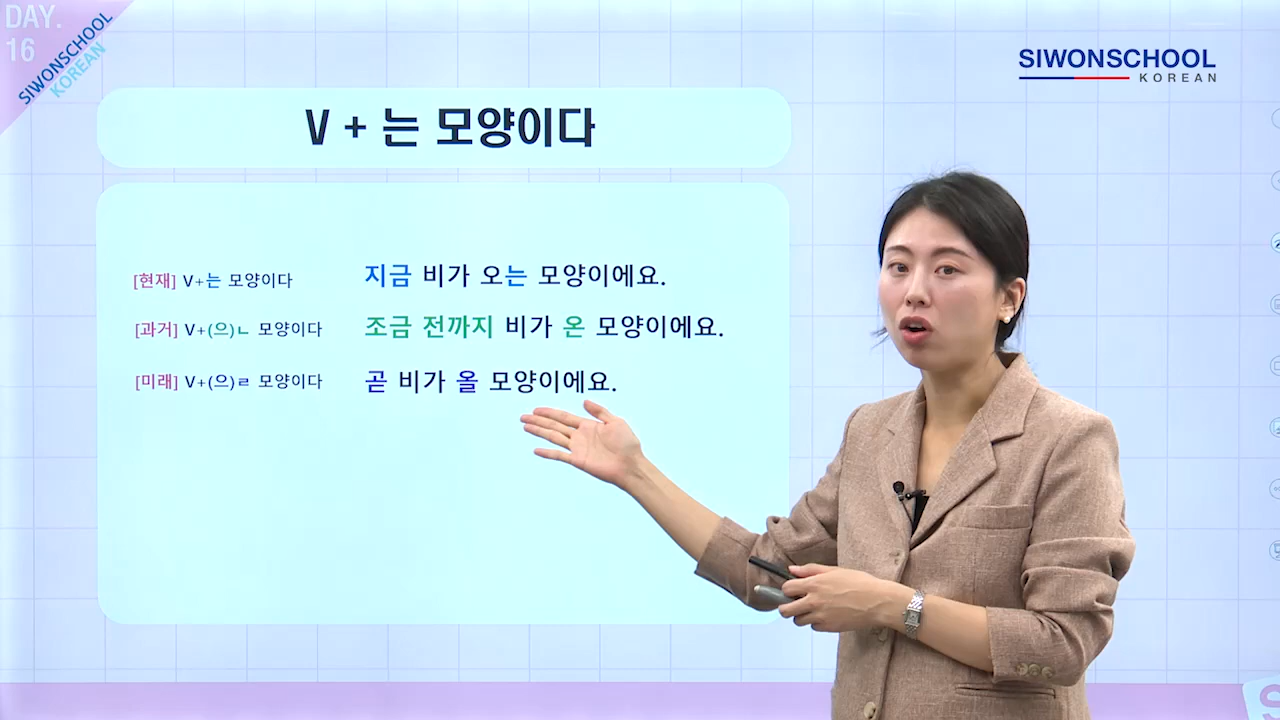 DAY.
16
SIWONSCHOOL
KOREAN
SIWONSCHOOL
KOREAN
V + 는 모양이다
[현재] V+는 모양이다 지금 비가 오는 모양이에요.
[과거] V+(으)ㄴ 모양이다 조금 전까지 비가 온 모양이에요.
[미래] V+(으)ㄹ 모양이다 곧 비가 올 모양이에요.